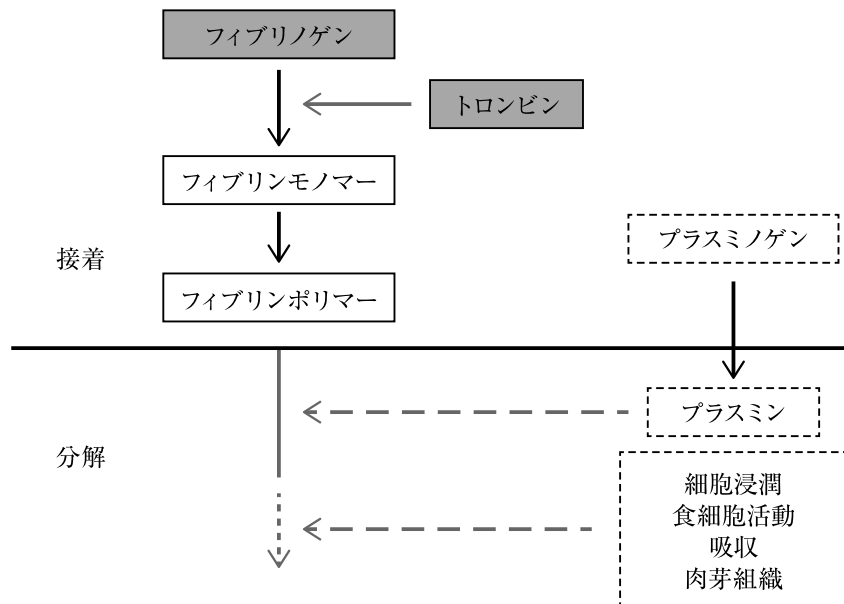 フィブリノゲン
トロンビン
フィブリンモノマー
プラスミノゲン
接着
フィブリンポリマー
プラスミン
分解
細胞浸潤
食細胞活動
吸収
肉芽組織